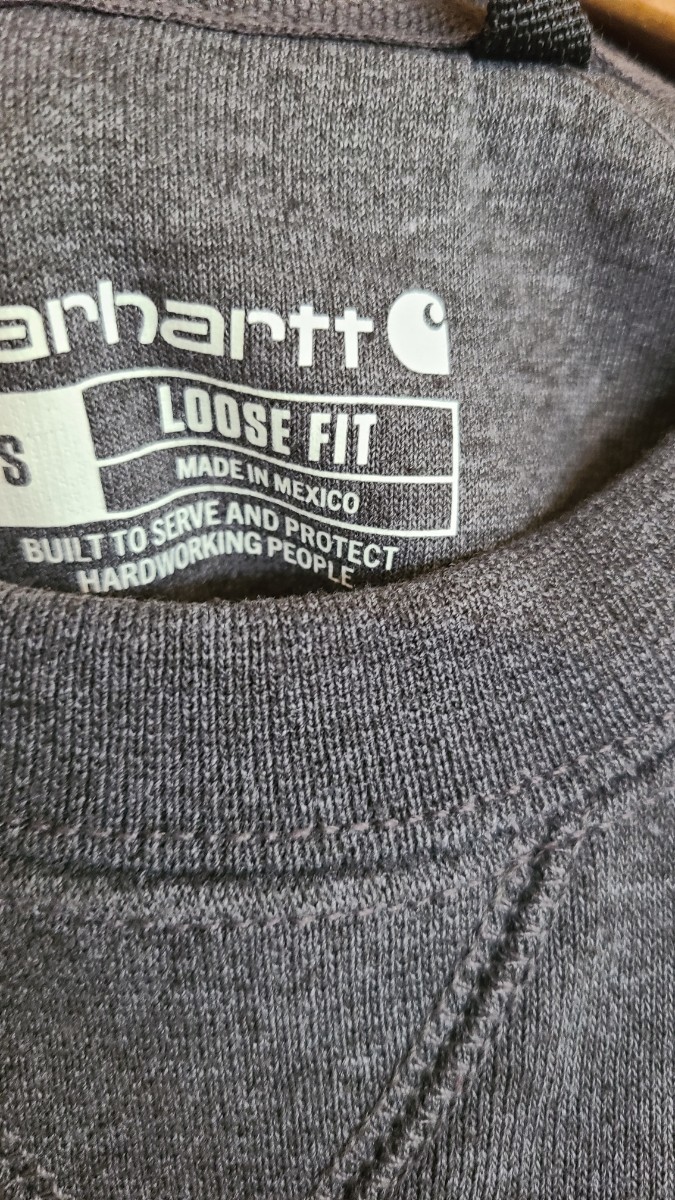 arhartt
LOOSE FIT
S
MADE IN MEXICO
BUILT TO SERVE AND PROTECT
HARDWORKING PEOPLE